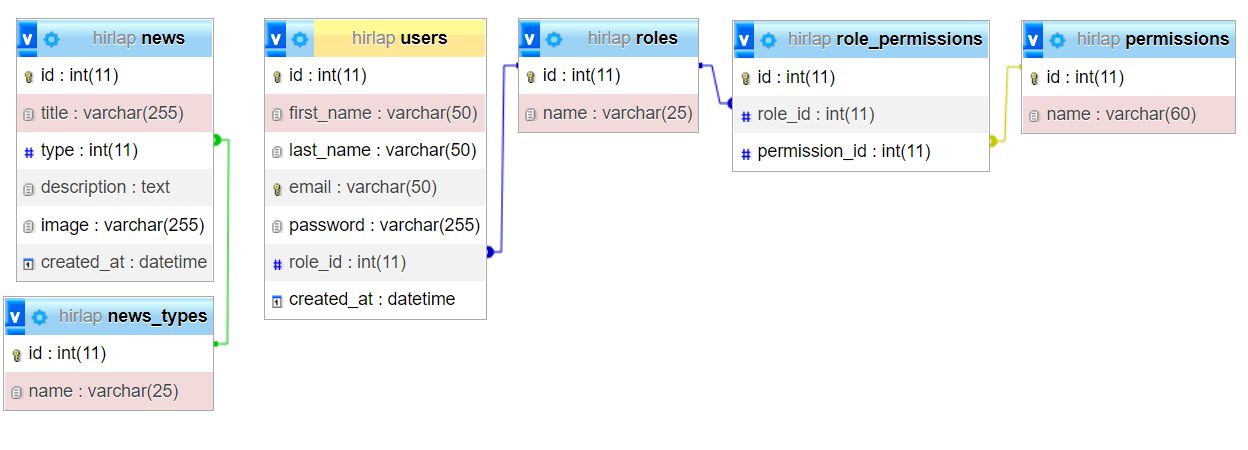 v hirlap news
id : int(11)
title : varchar(255)
# type : int(11)
description : text
image : varchar(255)
created_at : datetime
v hirlap news_types
id : int(11)
name : varchar(25)
v hirlap users
id : int(11)
first_name : varchar(50)
last_name : varchar(50)
email : varchar(50)
password : varchar(255)
# role_id : int(11)
created_at : datetime
v hirlap roles
id : int(11)
name : varchar(25)
v hirlap role_permissions
id : int(11)
# role_id : int(11)
# permission_id : int(11)
v hirlap permissions
id : int(11)
name : varchar(60)